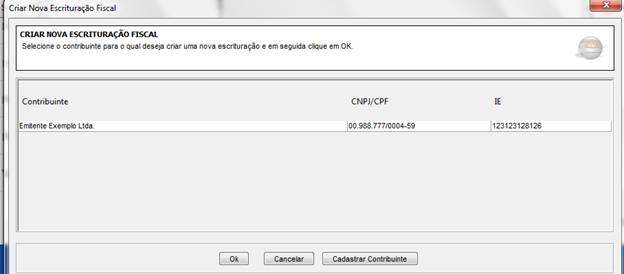 Criar Nova Escrituração Fiscal
CRIAR NOVA ESCRITURAÇÃO FISCAL
Selecione o contribuinte para o qual deseja criar uma nova escrituração e em seguida clique em OK.
Contribuinte CNPJ/CPF IE
Emitente Exemplo Ltda. 00.988.777/0004-59 123123128126
Ok Cancelar Cadastrar Contribuinte